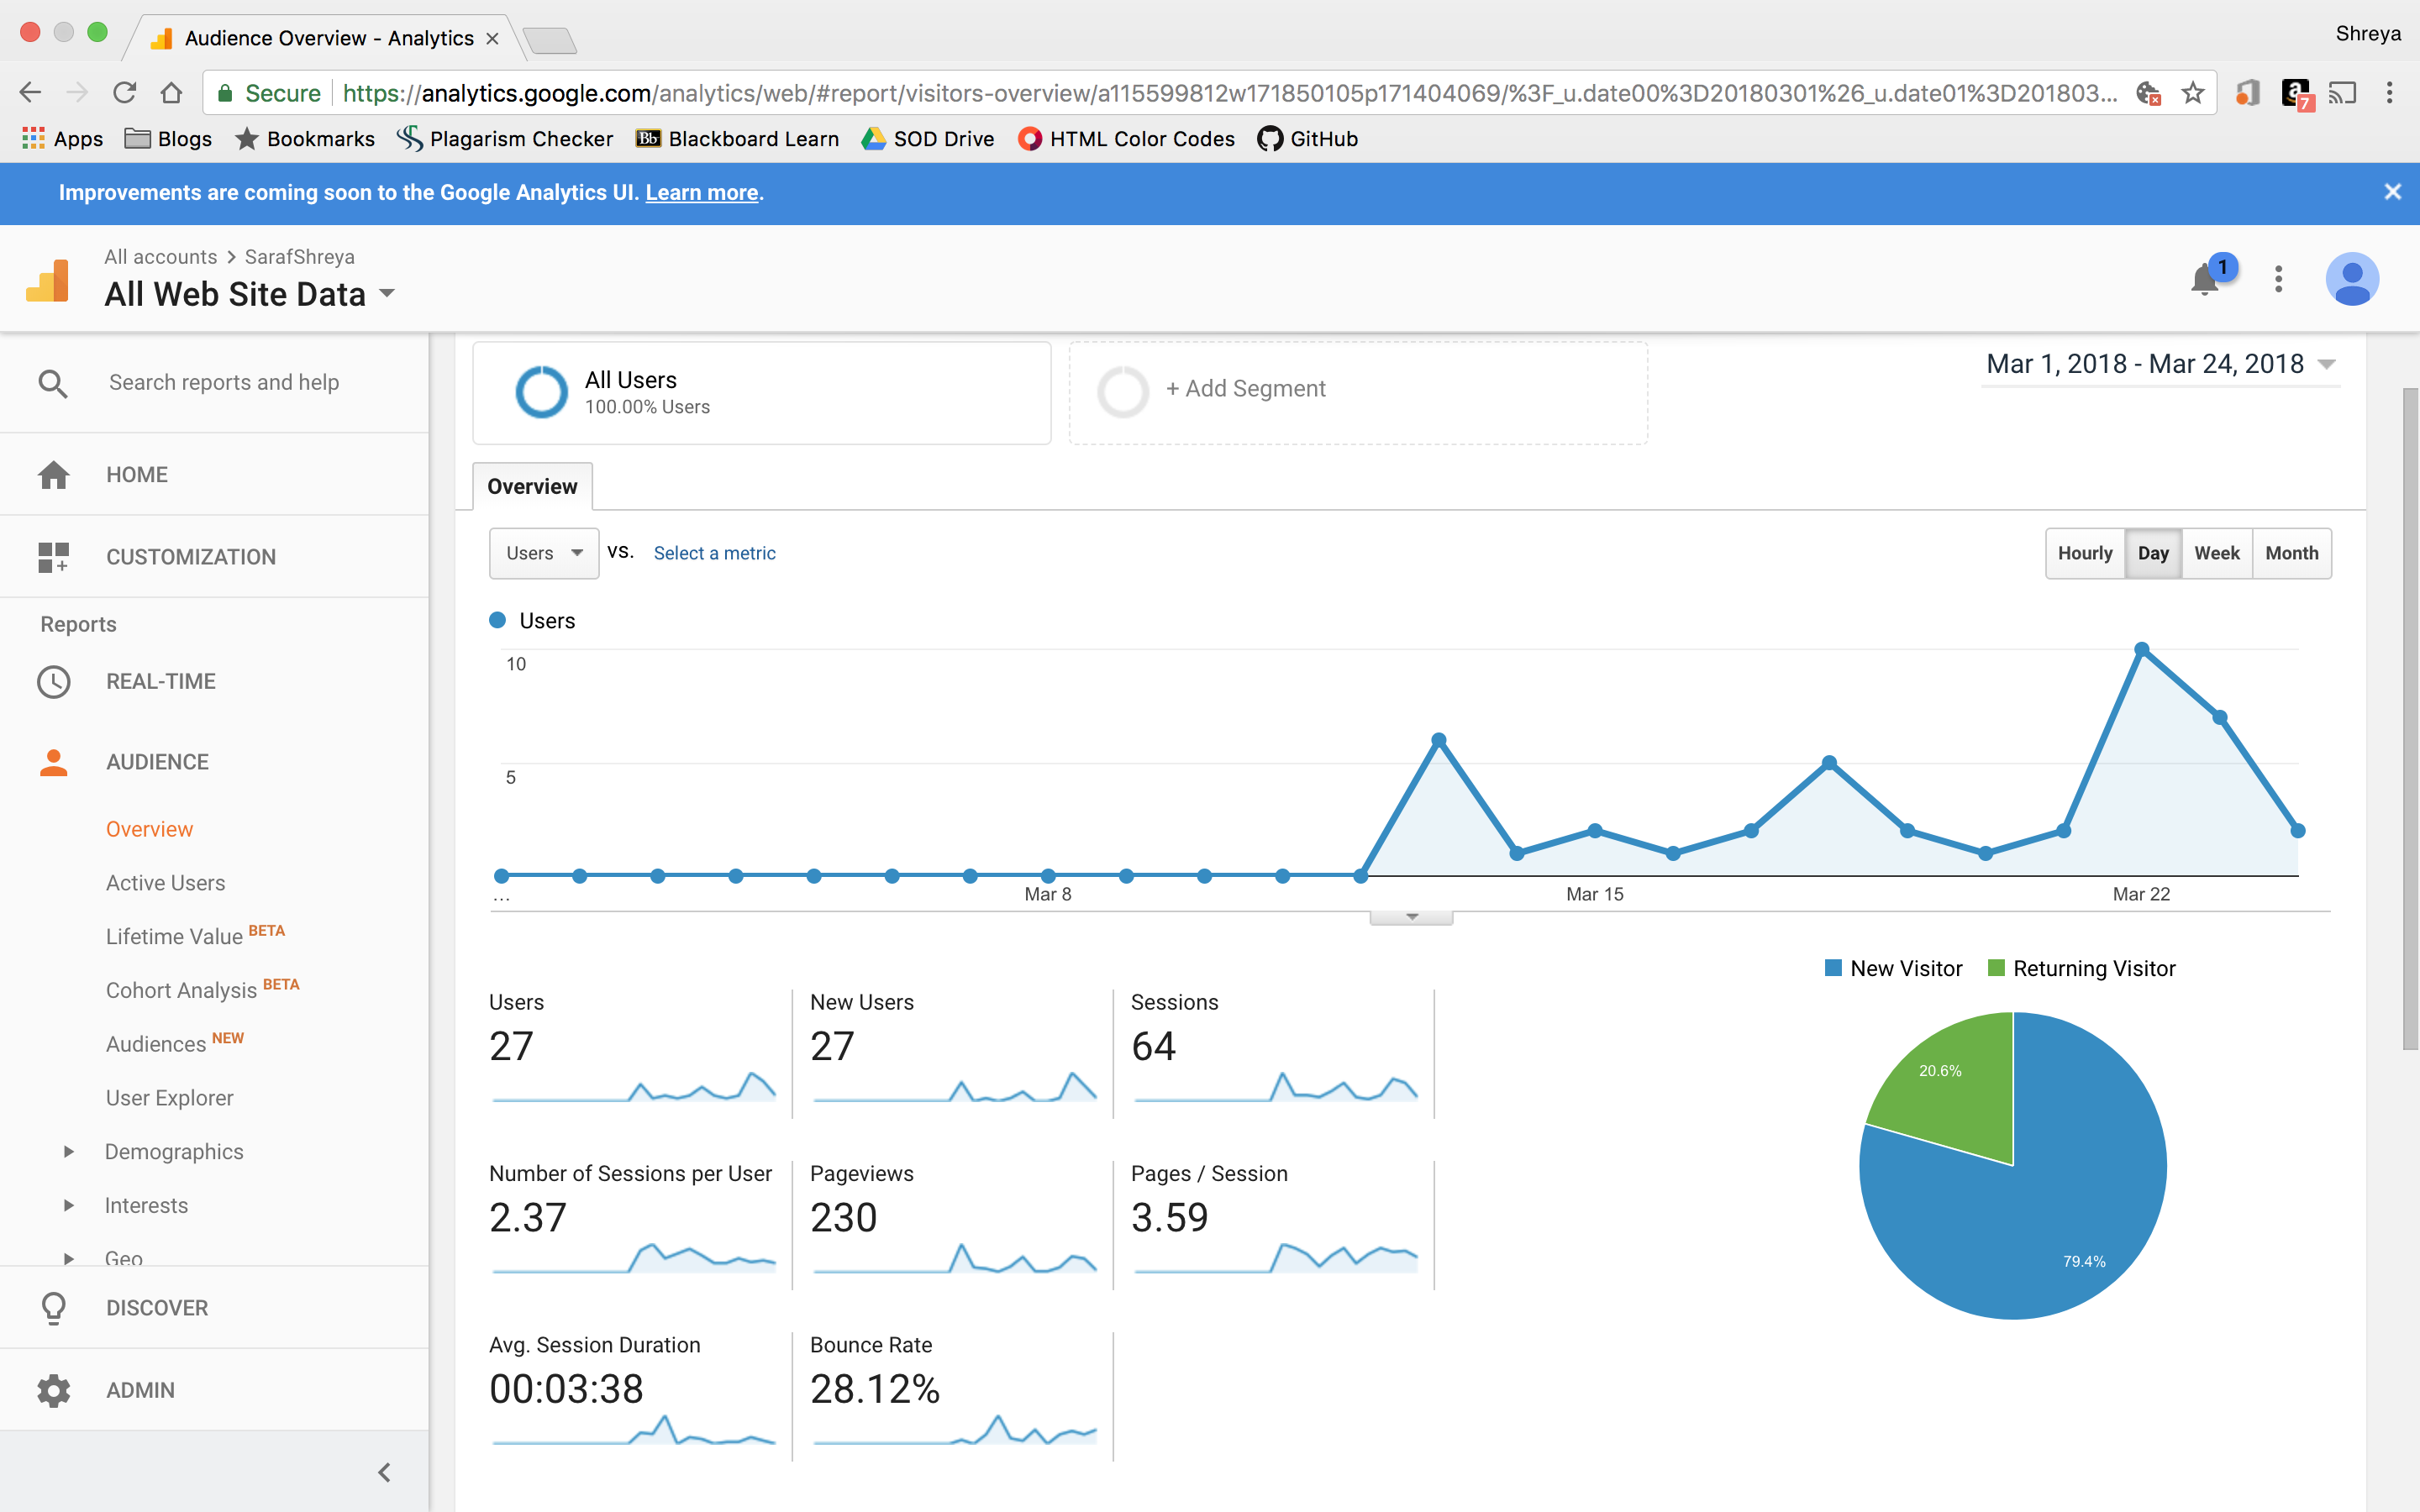 Audience Overview - Analytics
Shreya
Secure https://analytics.google.com/analytics/web/#report/visitors-overview/a115599812w171850105p171404069/%3F_u.date00%3D20180301%26_u.date01%3D201803...
7
Apps Blogs Bookmarks Plagarism Checker Bb Blackboard Learn SOD Drive HTML Color Codes GitHub
Improvements are coming soon to the Google Analytics UI. Learn more.
All accounts > SarafShreya
All Web Site Data
1
Search reports and help
HOME
CUSTOMIZATION
Reports
REAL-TIME
AUDIENCE
Overview
Active Users
Lifetime Value BETA
Cohort Analysis BETA
Audiences NEW
User Explorer
Demographics
Interests
Geo
DISCOVER
ADMIN
All Users
100.00% Users
+ Add Segment
Mar 1, 2018 - Mar 24, 2018
Overview
Users vs. Select a metric
Hourly Day Week Month
Users
10
5
... Mar 8 Mar 15 Mar 22
New Visitor Returning Visitor
Users New Users Sessions
27 27 64
Number of Sessions per User Pageviews Pages / Session
2.37 230 3.59
Avg. Session Duration Bounce Rate
00:03:38 28.12%
20.6%
79.4%